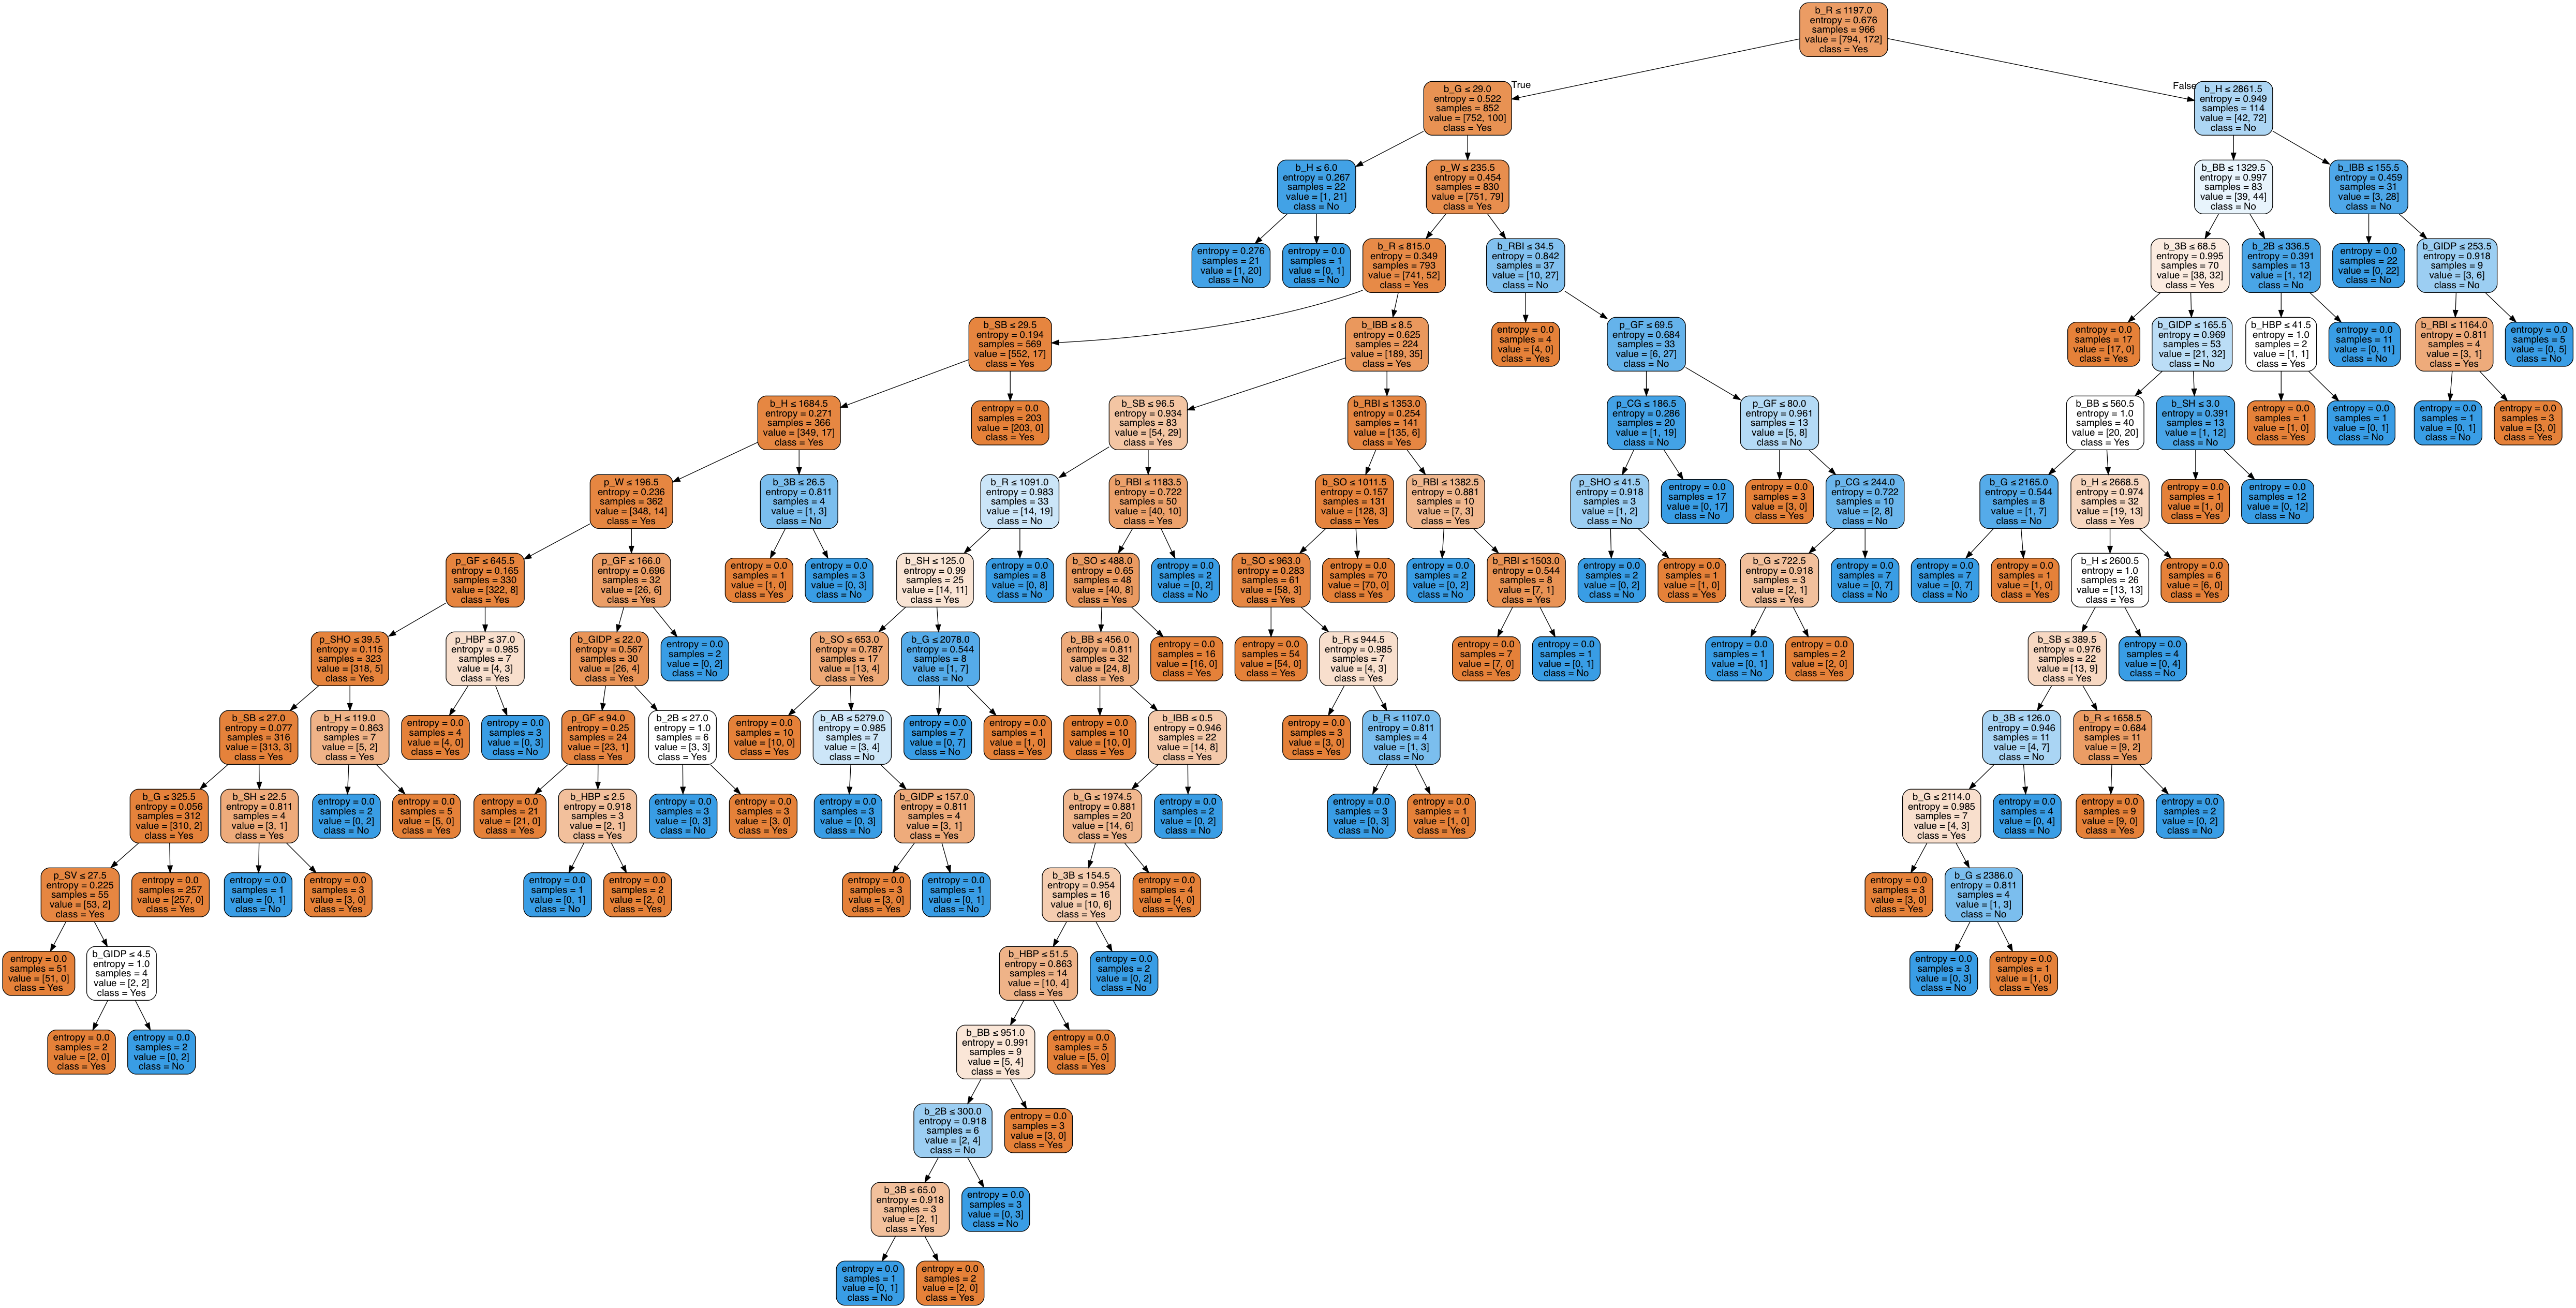 b_R ≤ 1197.0
entropy = 0.676
samples = 966
value = [794, 172]
class = Yes
True
False
b_G ≤ 29.0
entropy = 0.522
samples = 852
value = [752, 100]
class = Yes
b_H ≤ 2861.5
entropy = 0.949
samples = 114
value = [42, 72]
class = No
b_H ≤ 6.0
entropy = 0.267
samples = 22
value = [1, 21]
class = No
p_W ≤ 235.5
entropy = 0.454
samples = 830
value = [751, 79]
class = Yes
b_BB ≤ 1329.5
entropy = 0.997
samples = 83
value = [39, 44]
class = No
b_IBB ≤ 155.5
entropy = 0.459
samples = 31
value = [3, 28]
class = No
entropy = 0.276
samples = 21
value = [1, 20]
class = No
entropy = 0.0
samples = 1
value = [0, 1]
class = No
b_R ≤ 815.0
entropy = 0.349
samples = 793
value = [741, 52]
class = Yes
b_RBI ≤ 34.5
entropy = 0.842
samples = 37
value = [10, 27]
class = No
b_3B ≤ 68.5
entropy = 0.995
samples = 70
value = [38, 32]
class = Yes
b_2B ≤ 336.5
entropy = 0.391
samples = 13
value = [1, 12]
class = No
entropy = 0.0
samples = 22
value = [0, 22]
class = No
b_GIDP ≤ 253.5
entropy = 0.918
samples = 9
value = [3, 6]
class = No
b_SB ≤ 29.5
entropy = 0.194
samples = 569
value = [552, 17]
class = Yes
b_IBB ≤ 8.5
entropy = 0.625
samples = 224
value = [189, 35]
class = Yes
entropy = 0.0
samples = 4
value = [4, 0]
class = Yes
p_GF ≤ 69.5
entropy = 0.684
samples = 33
value = [6, 27]
class = No
entropy = 0.0
samples = 17
value = [17, 0]
class = Yes
b_GIDP ≤ 165.5
entropy = 0.969
samples = 53
value = [21, 32]
class = No
b_HBP ≤ 41.5
entropy = 1.0
samples = 2
value = [1, 1]
class = Yes
entropy = 0.0
samples = 11
value = [0, 11]
class = No
b_RBI ≤ 1164.0
entropy = 0.811
samples = 4
value = [3, 1]
class = Yes
entropy = 0.0
samples = 5
value = [0, 5]
class = No
b_H ≤ 1684.5
entropy = 0.271
samples = 366
value = [349, 17]
class = Yes
entropy = 0.0
samples = 203
value = [203, 0]
class = Yes
b_SB ≤ 96.5
entropy = 0.934
samples = 83
value = [54, 29]
class = Yes
b_RBI ≤ 1353.0
entropy = 0.254
samples = 141
value = [135, 6]
class = Yes
p_CG ≤ 186.5
entropy = 0.286
samples = 20
value = [1, 19]
class = No
p_GF ≤ 80.0
entropy = 0.961
samples = 13
value = [5, 8]
class = No
b_BB ≤ 560.5
entropy = 1.0
samples = 40
value = [20, 20]
class = Yes
b_SH ≤ 3.0
entropy = 0.391
samples = 13
value = [1, 12]
class = No
entropy = 0.0
samples = 1
value = [1, 0]
class = Yes
entropy = 0.0
samples = 1
value = [0, 1]
class = No
entropy = 0.0
samples = 1
value = [0, 1]
class = No
entropy = 0.0
samples = 3
value = [3, 0]
class = Yes
p_W ≤ 196.5
entropy = 0.236
samples = 362
value = [348, 14]
class = Yes
b_3B ≤ 26.5
entropy = 0.811
samples = 4
value = [1, 3]
class = No
b_R ≤ 1091.0
entropy = 0.983
samples = 33
value = [14, 19]
class = No
b_RBI ≤ 1183.5
entropy = 0.722
samples = 50
value = [40, 10]
class = Yes
b_SO ≤ 1011.5
entropy = 0.157
samples = 131
value = [128, 3]
class = Yes
b_RBI ≤ 1382.5
entropy = 0.881
samples = 10
value = [7, 3]
class = Yes
p_SHO ≤ 41.5
entropy = 0.918
samples = 3
value = [1, 2]
class = No
entropy = 0.0
samples = 17
value = [0, 17]
class = No
entropy = 0.0
samples = 3
value = [3, 0]
class = Yes
p_CG ≤ 244.0
entropy = 0.722
samples = 10
value = [2, 8]
class = No
b_G ≤ 2165.0
entropy = 0.544
samples = 8
value = [1, 7]
class = No
b_H ≤ 2668.5
entropy = 0.974
samples = 32
value = [19, 13]
class = Yes
entropy = 0.0
samples = 1
value = [1, 0]
class = Yes
entropy = 0.0
samples = 12
value = [0, 12]
class = No
p_GF ≤ 645.5
entropy = 0.165
samples = 330
value = [322, 8]
class = Yes
p_GF ≤ 166.0
entropy = 0.696
samples = 32
value = [26, 6]
class = Yes
entropy = 0.0
samples = 1
value = [1, 0]
class = Yes
entropy = 0.0
samples = 3
value = [0, 3]
class = No
b_SH ≤ 125.0
entropy = 0.99
samples = 25
value = [14, 11]
class = Yes
entropy = 0.0
samples = 8
value = [0, 8]
class = No
b_SO ≤ 488.0
entropy = 0.65
samples = 48
value = [40, 8]
class = Yes
entropy = 0.0
samples = 2
value = [0, 2]
class = No
b_SO ≤ 963.0
entropy = 0.283
samples = 61
value = [58, 3]
class = Yes
entropy = 0.0
samples = 70
value = [70, 0]
class = Yes
entropy = 0.0
samples = 2
value = [0, 2]
class = No
b_RBI ≤ 1503.0
entropy = 0.544
samples = 8
value = [7, 1]
class = Yes
entropy = 0.0
samples = 2
value = [0, 2]
class = No
entropy = 0.0
samples = 1
value = [1, 0]
class = Yes
b_G ≤ 722.5
entropy = 0.918
samples = 3
value = [2, 1]
class = Yes
entropy = 0.0
samples = 7
value = [0, 7]
class = No
entropy = 0.0
samples = 7
value = [0, 7]
class = No
entropy = 0.0
samples = 1
value = [1, 0]
class = Yes
b_H ≤ 2600.5
entropy = 1.0
samples = 26
value = [13, 13]
class = Yes
entropy = 0.0
samples = 6
value = [6, 0]
class = Yes
p_SHO ≤ 39.5
entropy = 0.115
samples = 323
value = [318, 5]
class = Yes
p_HBP ≤ 37.0
entropy = 0.985
samples = 7
value = [4, 3]
class = Yes
b_GIDP ≤ 22.0
entropy = 0.567
samples = 30
value = [26, 4]
class = Yes
entropy = 0.0
samples = 2
value = [0, 2]
class = No
b_SO ≤ 653.0
entropy = 0.787
samples = 17
value = [13, 4]
class = Yes
b_G ≤ 2078.0
entropy = 0.544
samples = 8
value = [1, 7]
class = No
b_BB ≤ 456.0
entropy = 0.811
samples = 32
value = [24, 8]
class = Yes
entropy = 0.0
samples = 16
value = [16, 0]
class = Yes
entropy = 0.0
samples = 54
value = [54, 0]
class = Yes
b_R ≤ 944.5
entropy = 0.985
samples = 7
value = [4, 3]
class = Yes
entropy = 0.0
samples = 7
value = [7, 0]
class = Yes
entropy = 0.0
samples = 1
value = [0, 1]
class = No
entropy = 0.0
samples = 1
value = [0, 1]
class = No
entropy = 0.0
samples = 2
value = [2, 0]
class = Yes
b_SB ≤ 389.5
entropy = 0.976
samples = 22
value = [13, 9]
class = Yes
entropy = 0.0
samples = 4
value = [0, 4]
class = No
b_SB ≤ 27.0
entropy = 0.077
samples = 316
value = [313, 3]
class = Yes
b_H ≤ 119.0
entropy = 0.863
samples = 7
value = [5, 2]
class = Yes
entropy = 0.0
samples = 4
value = [4, 0]
class = Yes
entropy = 0.0
samples = 3
value = [0, 3]
class = No
p_GF ≤ 94.0
entropy = 0.25
samples = 24
value = [23, 1]
class = Yes
b_2B ≤ 27.0
entropy = 1.0
samples = 6
value = [3, 3]
class = Yes
entropy = 0.0
samples = 10
value = [10, 0]
class = Yes
b_AB ≤ 5279.0
entropy = 0.985
samples = 7
value = [3, 4]
class = No
entropy = 0.0
samples = 7
value = [0, 7]
class = No
entropy = 0.0
samples = 1
value = [1, 0]
class = Yes
entropy = 0.0
samples = 10
value = [10, 0]
class = Yes
b_IBB ≤ 0.5
entropy = 0.946
samples = 22
value = [14, 8]
class = Yes
entropy = 0.0
samples = 3
value = [3, 0]
class = Yes
b_R ≤ 1107.0
entropy = 0.811
samples = 4
value = [1, 3]
class = No
b_3B ≤ 126.0
entropy = 0.946
samples = 11
value = [4, 7]
class = No
b_R ≤ 1658.5
entropy = 0.684
samples = 11
value = [9, 2]
class = Yes
b_G ≤ 325.5
entropy = 0.056
samples = 312
value = [310, 2]
class = Yes
b_SH ≤ 22.5
entropy = 0.811
samples = 4
value = [3, 1]
class = Yes
entropy = 0.0
samples = 2
value = [0, 2]
class = No
entropy = 0.0
samples = 5
value = [5, 0]
class = Yes
entropy = 0.0
samples = 21
value = [21, 0]
class = Yes
b_HBP ≤ 2.5
entropy = 0.918
samples = 3
value = [2, 1]
class = Yes
entropy = 0.0
samples = 3
value = [0, 3]
class = No
entropy = 0.0
samples = 3
value = [3, 0]
class = Yes
entropy = 0.0
samples = 3
value = [0, 3]
class = No
b_GIDP ≤ 157.0
entropy = 0.811
samples = 4
value = [3, 1]
class = Yes
b_G ≤ 1974.5
entropy = 0.881
samples = 20
value = [14, 6]
class = Yes
entropy = 0.0
samples = 2
value = [0, 2]
class = No
entropy = 0.0
samples = 3
value = [0, 3]
class = No
entropy = 0.0
samples = 1
value = [1, 0]
class = Yes
b_G ≤ 2114.0
entropy = 0.985
samples = 7
value = [4, 3]
class = Yes
entropy = 0.0
samples = 4
value = [0, 4]
class = No
entropy = 0.0
samples = 9
value = [9, 0]
class = Yes
entropy = 0.0
samples = 2
value = [0, 2]
class = No
p_SV ≤ 27.5
entropy = 0.225
samples = 55
value = [53, 2]
class = Yes
entropy = 0.0
samples = 257
value = [257, 0]
class = Yes
entropy = 0.0
samples = 1
value = [0, 1]
class = No
entropy = 0.0
samples = 3
value = [3, 0]
class = Yes
entropy = 0.0
samples = 1
value = [0, 1]
class = No
entropy = 0.0
samples = 2
value = [2, 0]
class = Yes
entropy = 0.0
samples = 3
value = [3, 0]
class = Yes
entropy = 0.0
samples = 1
value = [0, 1]
class = No
b_3B ≤ 154.5
entropy = 0.954
samples = 16
value = [10, 6]
class = Yes
entropy = 0.0
samples = 4
value = [4, 0]
class = Yes
entropy = 0.0
samples = 3
value = [3, 0]
class = Yes
b_G ≤ 2386.0
entropy = 0.811
samples = 4
value = [1, 3]
class = No
entropy = 0.0
samples = 51
value = [51, 0]
class = Yes
b_GIDP ≤ 4.5
entropy = 1.0
samples = 4
value = [2, 2]
class = Yes
b_HBP ≤ 51.5
entropy = 0.863
samples = 14
value = [10, 4]
class = Yes
entropy = 0.0
samples = 2
value = [0, 2]
class = No
entropy = 0.0
samples = 3
value = [0, 3]
class = No
entropy = 0.0
samples = 1
value = [1, 0]
class = Yes
entropy = 0.0
samples = 2
value = [2, 0]
class = Yes
entropy = 0.0
samples = 2
value = [0, 2]
class = No
b_BB ≤ 951.0
entropy = 0.991
samples = 9
value = [5, 4]
class = Yes
entropy = 0.0
samples = 5
value = [5, 0]
class = Yes
b_2B ≤ 300.0
entropy = 0.918
samples = 6
value = [2, 4]
class = No
entropy = 0.0
samples = 3
value = [3, 0]
class = Yes
b_3B ≤ 65.0
entropy = 0.918
samples = 3
value = [2, 1]
class = Yes
entropy = 0.0
samples = 3
value = [0, 3]
class = No
entropy = 0.0
samples = 1
value = [0, 1]
class = No
entropy = 0.0
samples = 2
value = [2, 0]
class = Yes